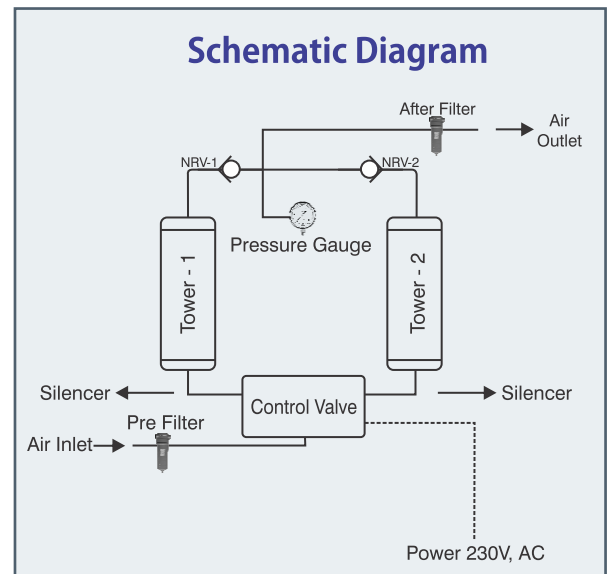 Schematic Diagram
After Filter
Air
Outlet
NRV-1
NRV-2
Pressure Gauge
Tower - 1
Tower - 2
Silencer
Control Valve
Silencer
Pre Filter
Air Inlet
Power 230V, AC